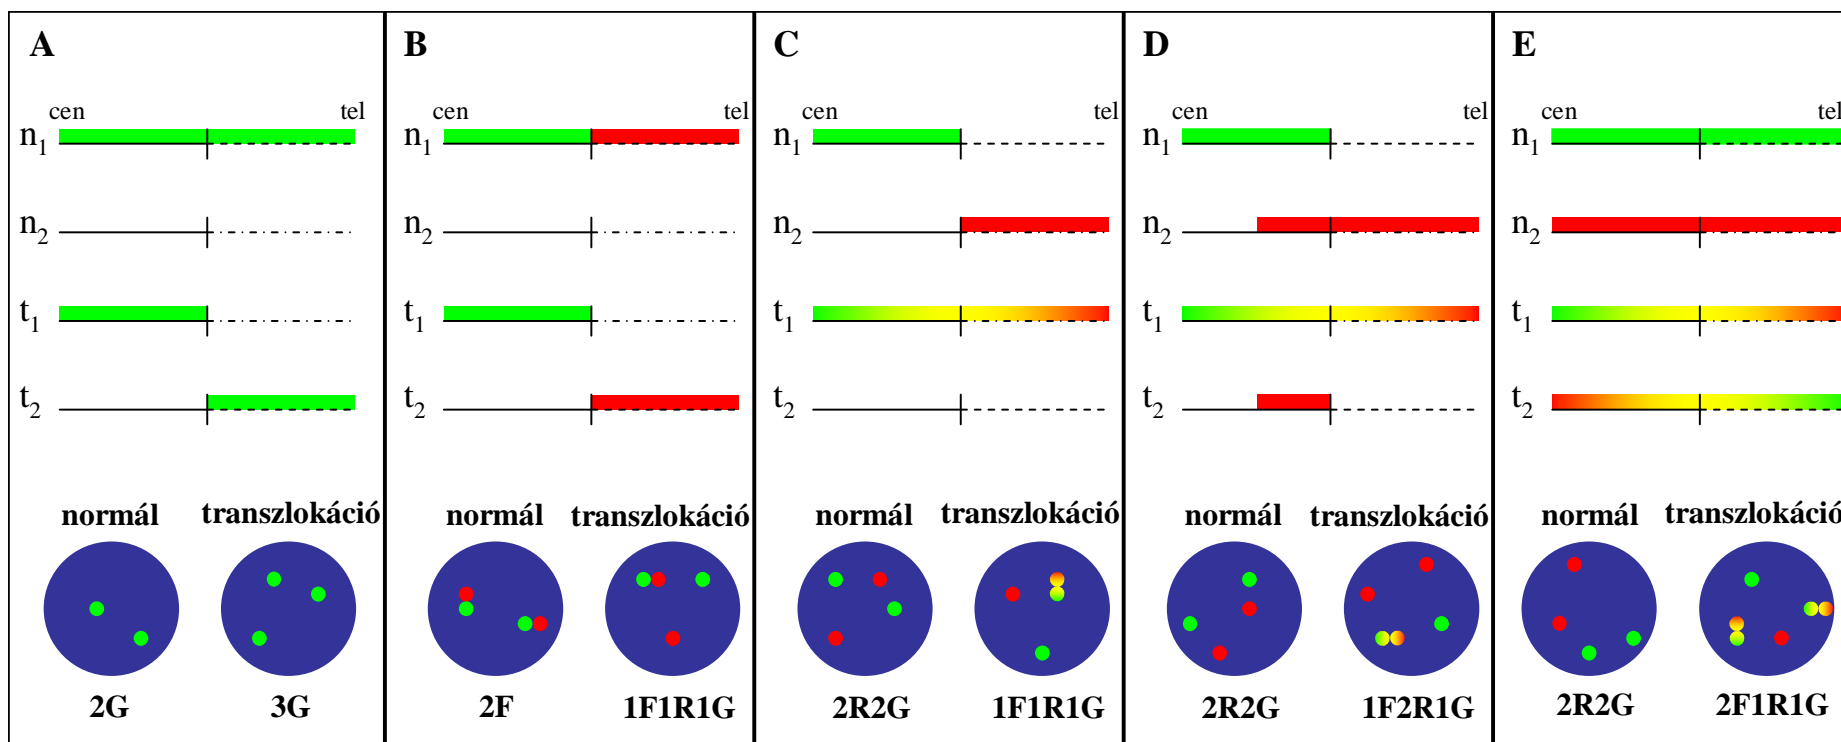 A
cen tel
n1
n2
t1
t2
normál transzlokáció
2G 3G
B
cen tel
n1
n2
t1
t2
normál transzlokáció
2F 1F1R1G
C
cen tel
n1
n2
t1
t2
normál transzlokáció
2R2G 1F1R1G
D
cen tel
n1
n2
t1
t2
normál transzlokáció
2R2G 1F2R1G
E
cen tel
n1
n2
t1
t2
normál transzlokáció
2R2G 2F1R1G